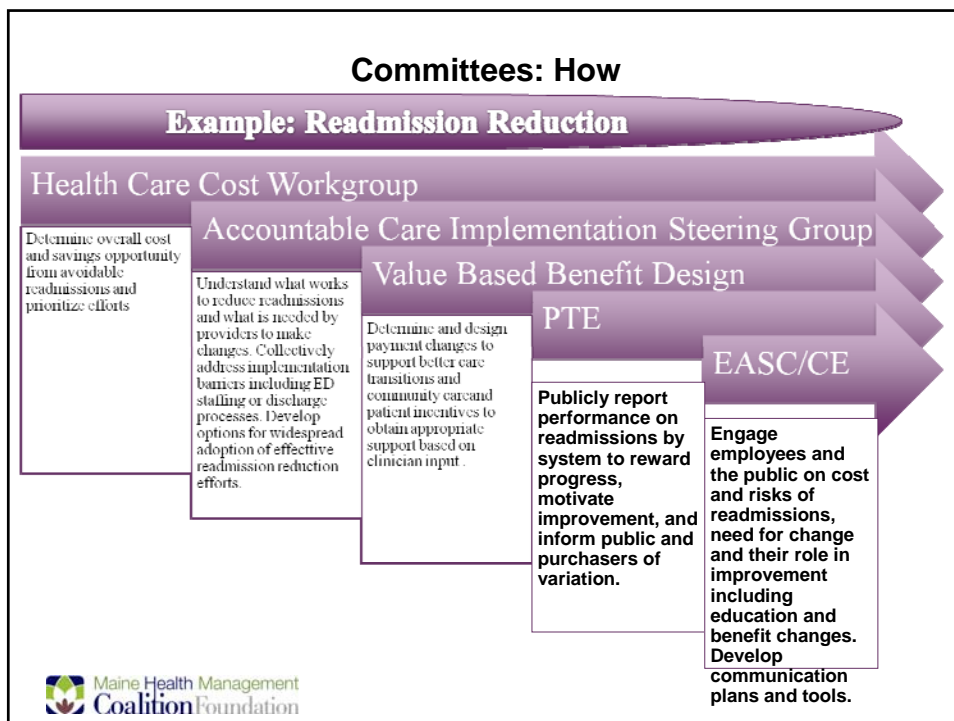 Committees: How
Example: Readmission Reduction
Health Care Cost Workgroup
Determine overall cost
and savings opportunity
from avoidable
readmissions and
prioritize efforts
Accountable Care Implementation Steering Group
Understand what works
to reduce readmissions
and what is needed by
providers to make
changes. Collectively
address implementation
barriers including ED
staffing or discharge
processes. Develop
options for widespread
adoption of effecttive
readmission reduction
efforts.
Value Based Benefit Design
Determine and design
payment changes to
support better care
transitions and
community careand
patient incentives to
obtain appropriate
support based on
clinician input .
PTE
Publicly report
performance on
readmissions by
system to reward
progress,
motivate
improvement, and
inform public and
purchasers of
variation.
EASC/CE
Engage
employees and
the public on cost
and risks of
readmissions,
need for change
and their role in
improvement
including
education and
benefit changes.
Develop
communication
plans and tools.
Maine Health Management
Coalition Foundation